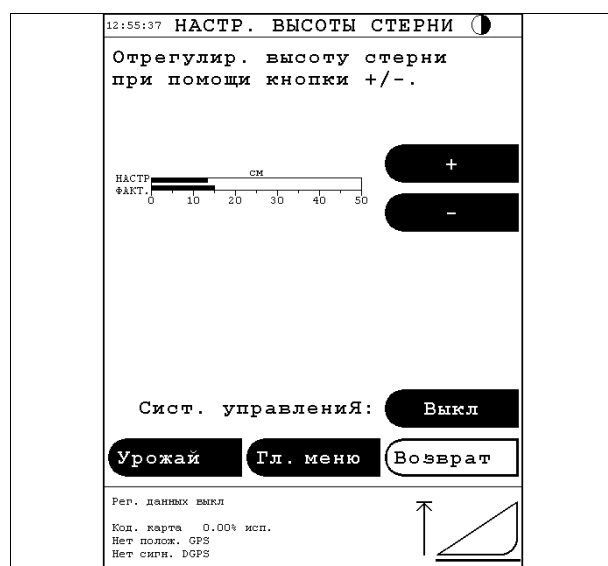 12:55:37 НАСТР. ВЫСОТЫ СТЕРНИ
Отрегулир. высоту стерни
при помощи кнопки +/-.
+
см
НАСТР
ФАКТ.
0 10 20 30 40 50
-
Сист. управлениЯ: Выкл
Урожай Гл. меню Возврат
Рег. данных выкл
Код. карта 0.00% исп.
Нет полож. GPS
Нет сигн. DGPS